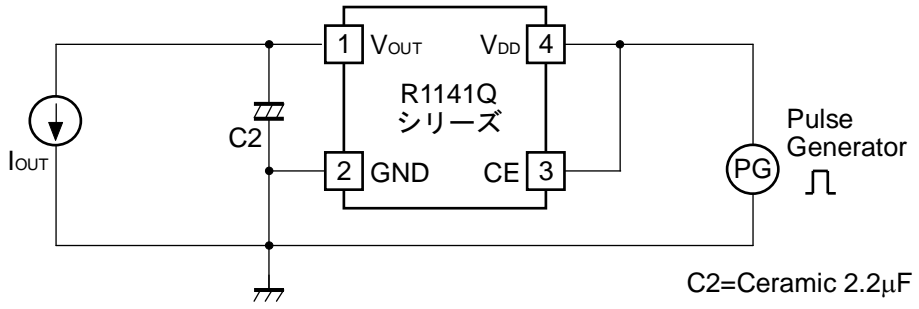 1 VOUT VDD 4
R1141Q
シリーズ
C2
IOUT
2 GND CE 3
Pulse
Generator
PG
C2=Ceramic 2.2μF